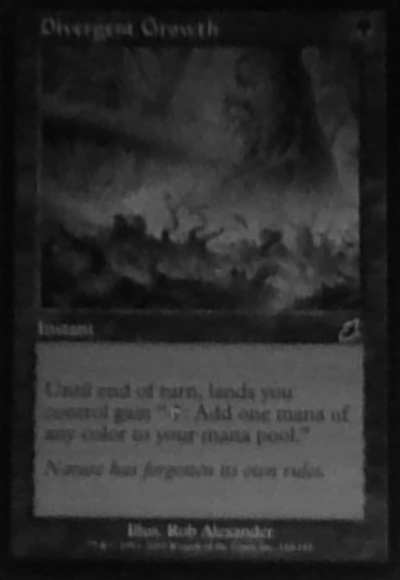 Divergent Growth
Instant
Until end of turn, lands you
control gain " : Add one mana of
any color to your mana pool."
Nature has forgotten its own rules.
Illus. Rob Alexander